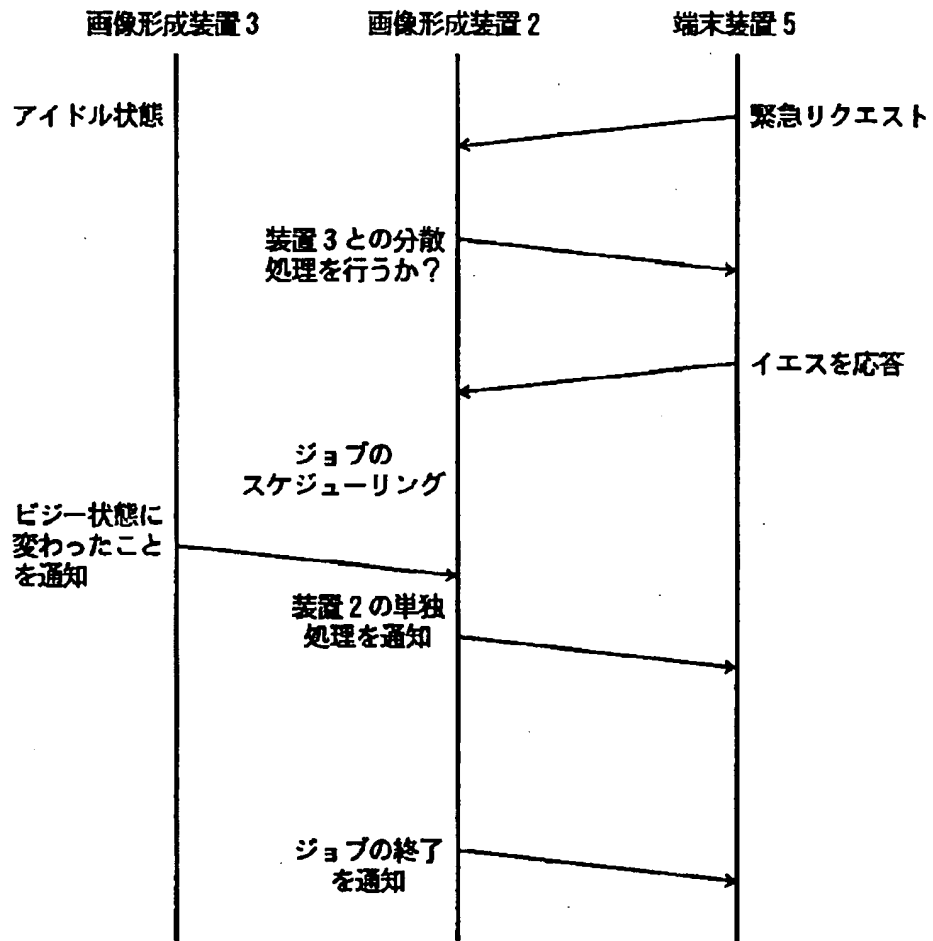 画像形成装置3
画像形成装置2
端末装置5
アイドル状態
緊急リクエスト
装置3との分散
処理を行うか?
イエスを応答
ジョブの
スケジューリング
ビジー状態に
変わったこと
を通知
装置2の単独
処理を通知
ジョブの終了
を通知